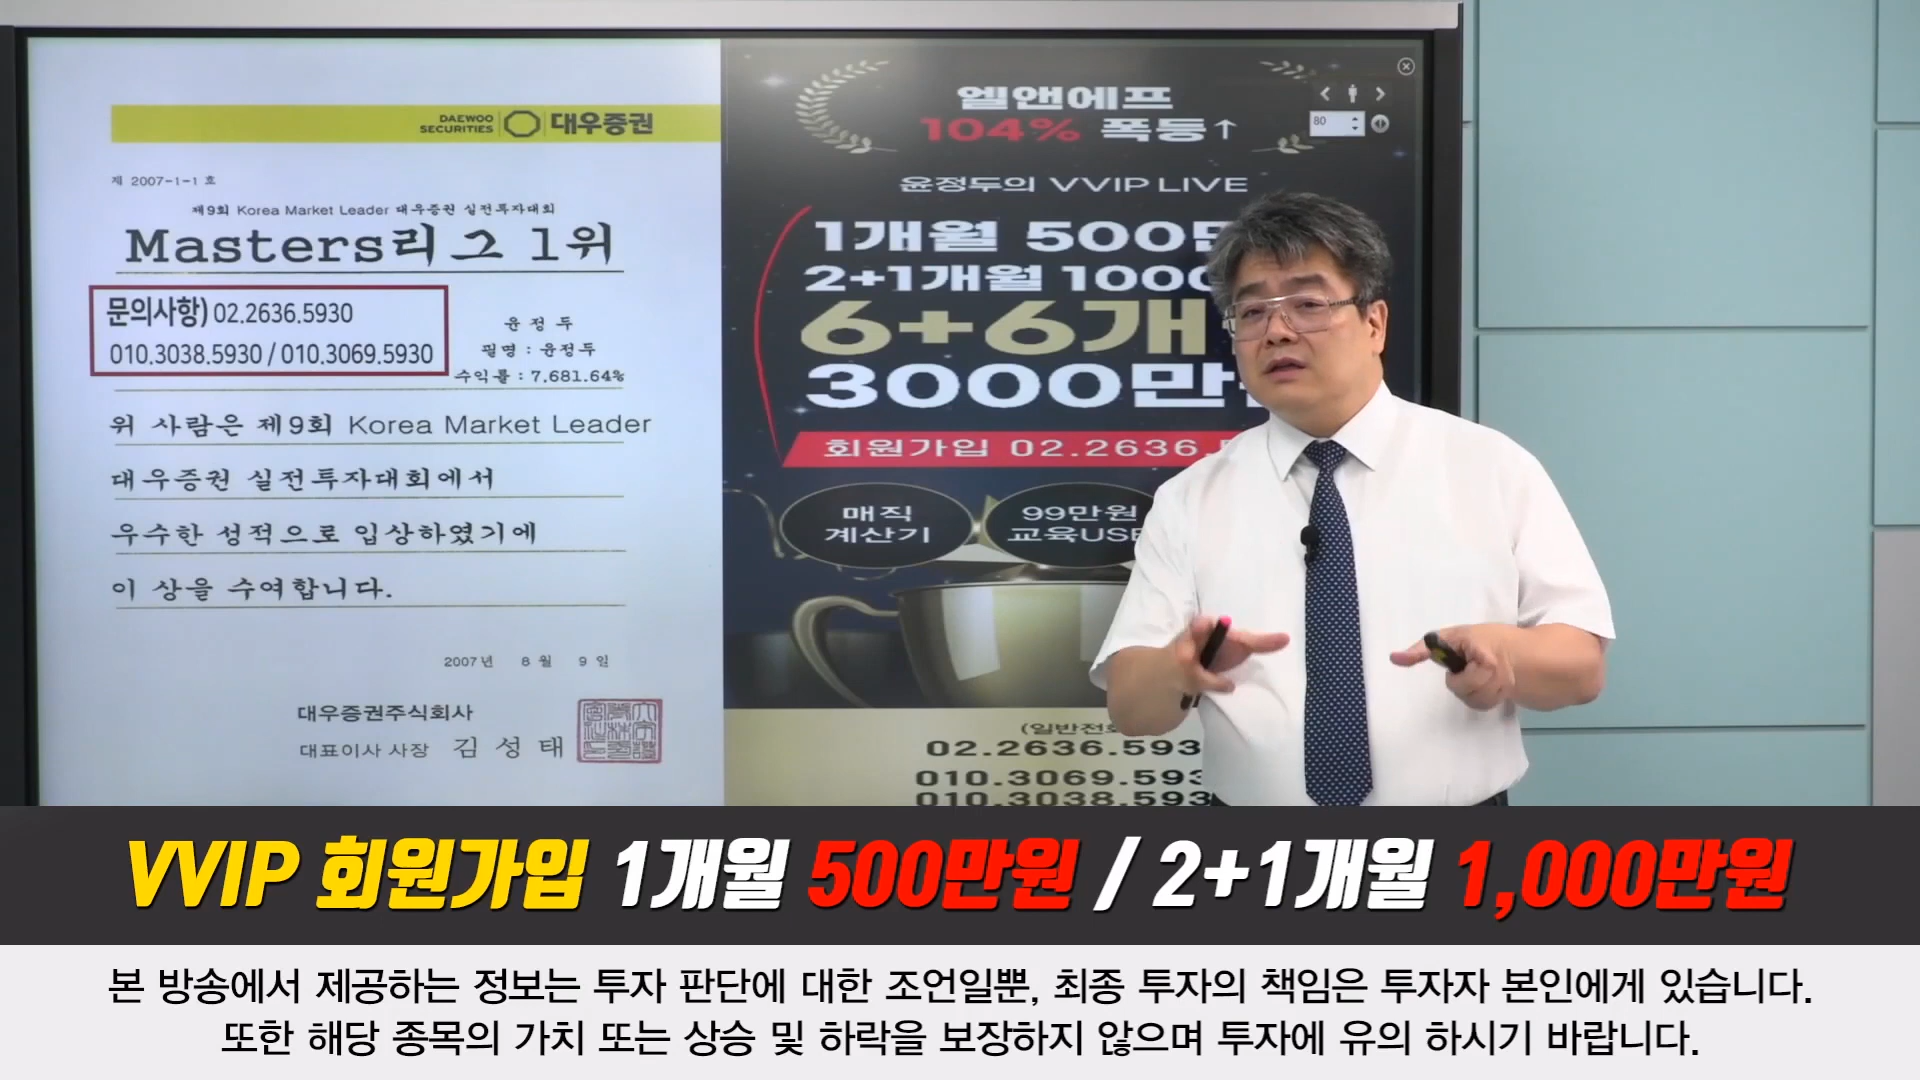 DAEWOO
SECURITIES
대우증권
제 2007-1-1 호
제9회 Korea Market Leader 대우증권 실전투자대회
Masters리그 1위
문의사항) 02.2636.5930
010.3038.5930 / 010.3069.5930
윤 정 두
필명 : 윤정두
수익률 : 7,681.64%
위 사람은 제9회 Korea Market Leader
대우증권 실전투자대회에서
우수한 성적으로 입상하였기에
이 상을 수여합니다.
2007년 8월 9일
대우증권주식회사
대표이사 사장 김 성 태
엘앤에프
104% 폭등↑
80
윤정두의 VVIP LIVE
1개월 500만
2+1개월 1000
6+6개
3000만
회원가입 02.2636.
매직
계산기
99만원
교육USB
(일반전화
02.2636.593
010.3069.593
010.3038.593
VVIP 회원가입 1개월 500만원 / 2+1개월 1,000만원
본 방송에서 제공하는 정보는 투자 판단에 대한 조언일뿐, 최종 투자의 책임은 투자자 본인에게 있습니다.
또한 해당 종목의 가치 또는 상승 및 하락을 보장하지 않으며 투자에 유의 하시기 바랍니다.